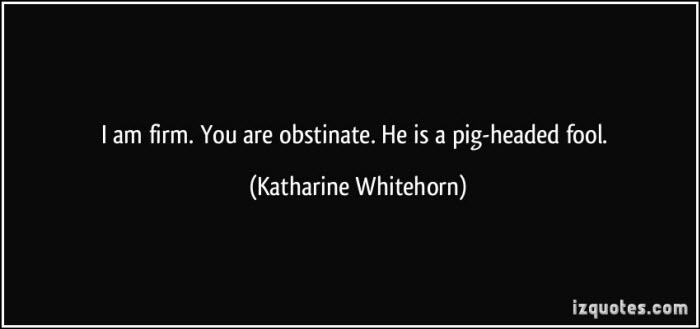 I am firm. You are obstinate. He is a pig-headed fool.
(Katharine Whitehorn)
izquotes.com